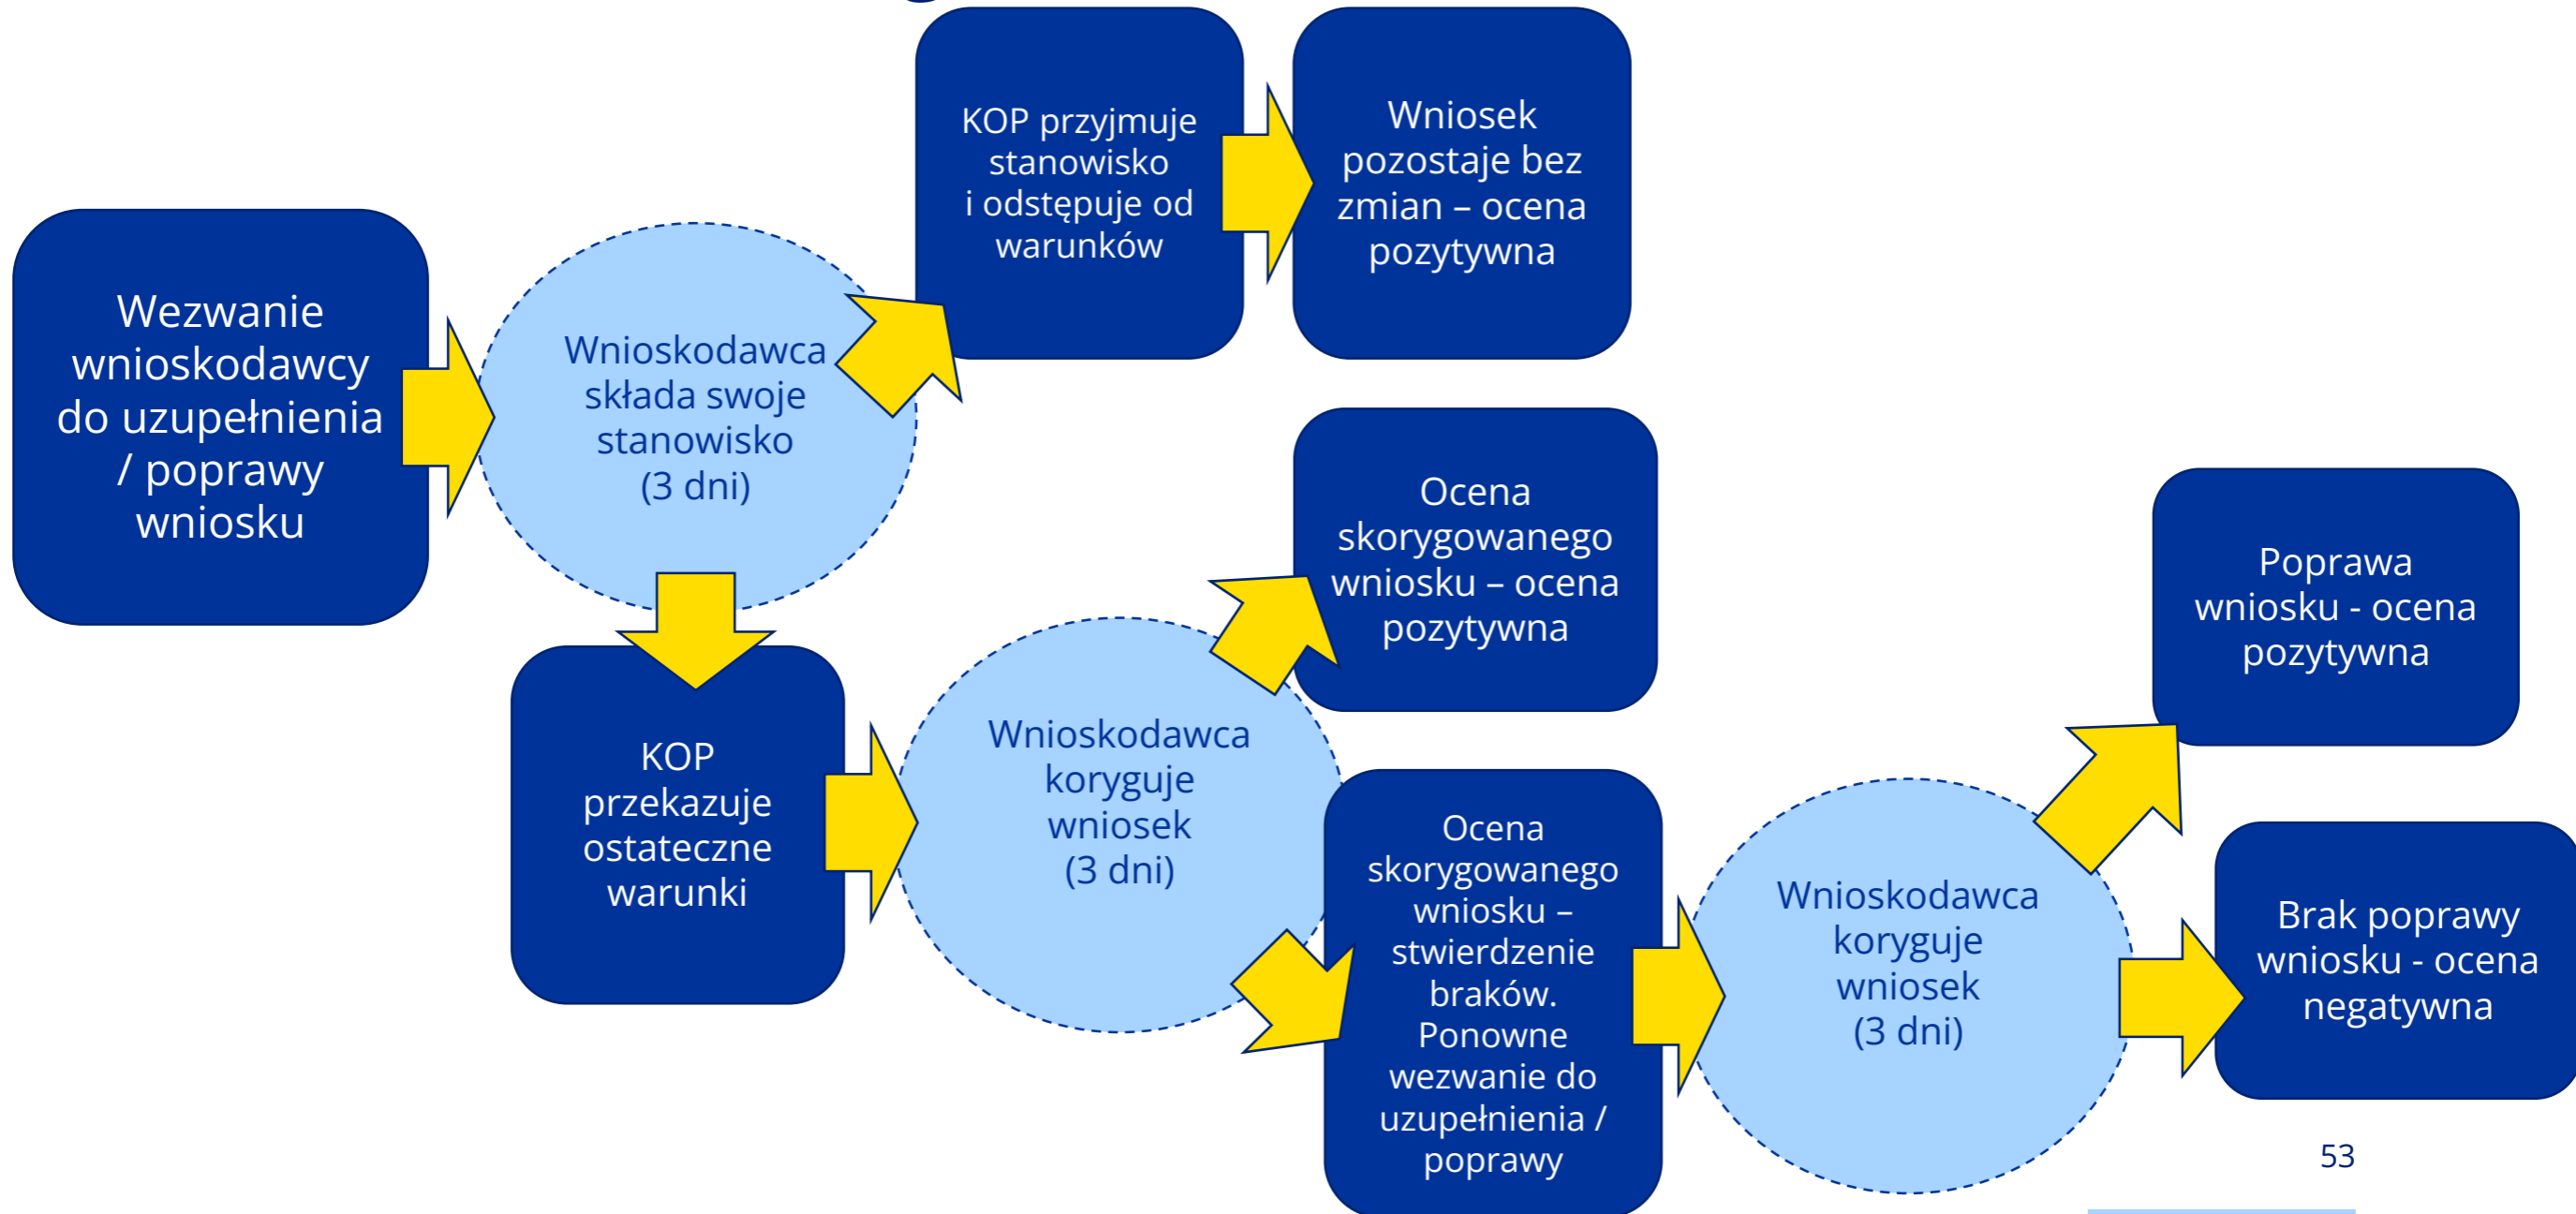 Wezwanie
wnioskodawcy
do uzupełnienia
/ poprawy
wniosku
Wnioskodawca
składa swoje
stanowisko
(3 dni)
KOP przyjmuje
stanowisko
i odstępuje od
warunków
Wniosek
pozostaje bez
zmian – ocena
pozytywna
KOP
przekazuje
ostateczne
warunki
Wnioskodawca
koryguje
wniosek
(3 dni)
Ocena
skorygowanego
wniosku – ocena
pozytywna
Ocena
skorygowanego
wniosku –
stwierdzenie
braków.
Ponowne
wezwanie do
uzupełnienia /
poprawy
Wnioskodawca
koryguje
wniosek
(3 dni)
Poprawa
wniosku - ocena
pozytywna
Brak poprawy
wniosku - ocena
negatywna
53